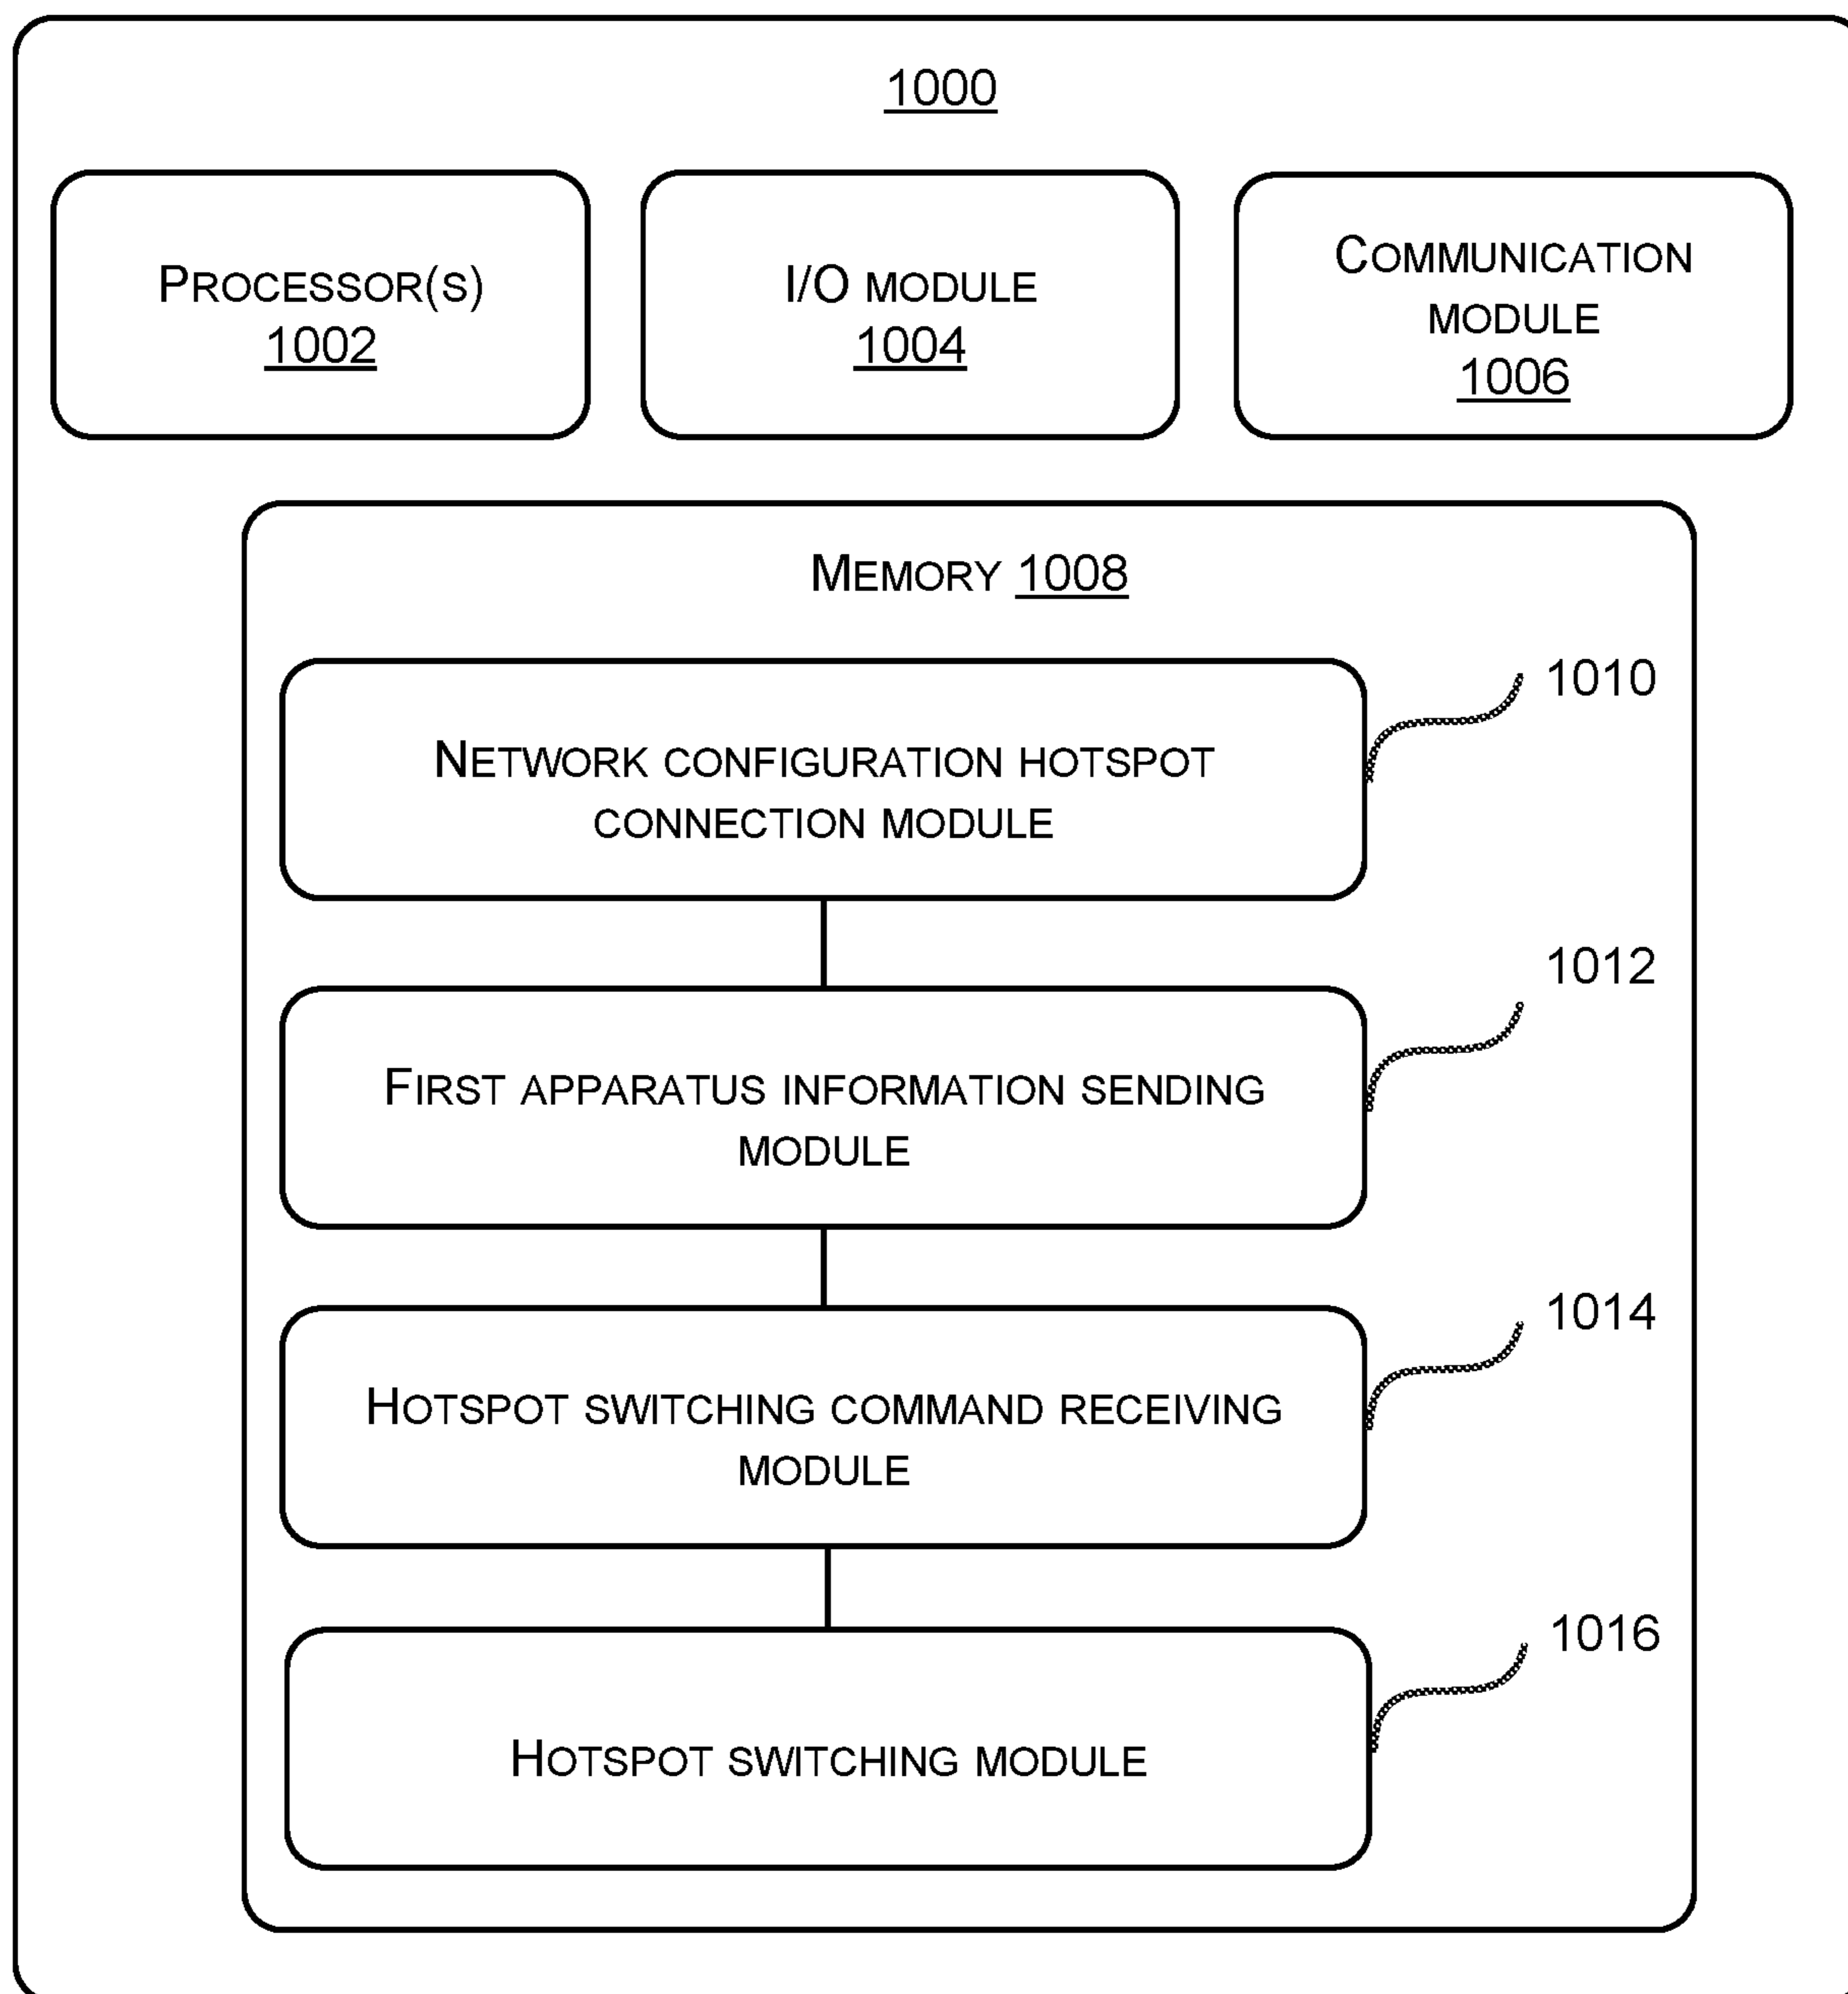 1000
PROCESSOR(S)
1002
I/O MODULE
1004
COMMUNICATION
MODULE
1006
MEMORY 1008
NETWORK CONFIGURATION HOTSPOT
CONNECTION MODULE
1010
FIRST APPARATUS INFORMATION SENDING
MODULE
1012
HOTSPOT SWITCHING COMMAND RECEIVING
MODULE
1014
HOTSPOT SWITCHING MODULE
1016